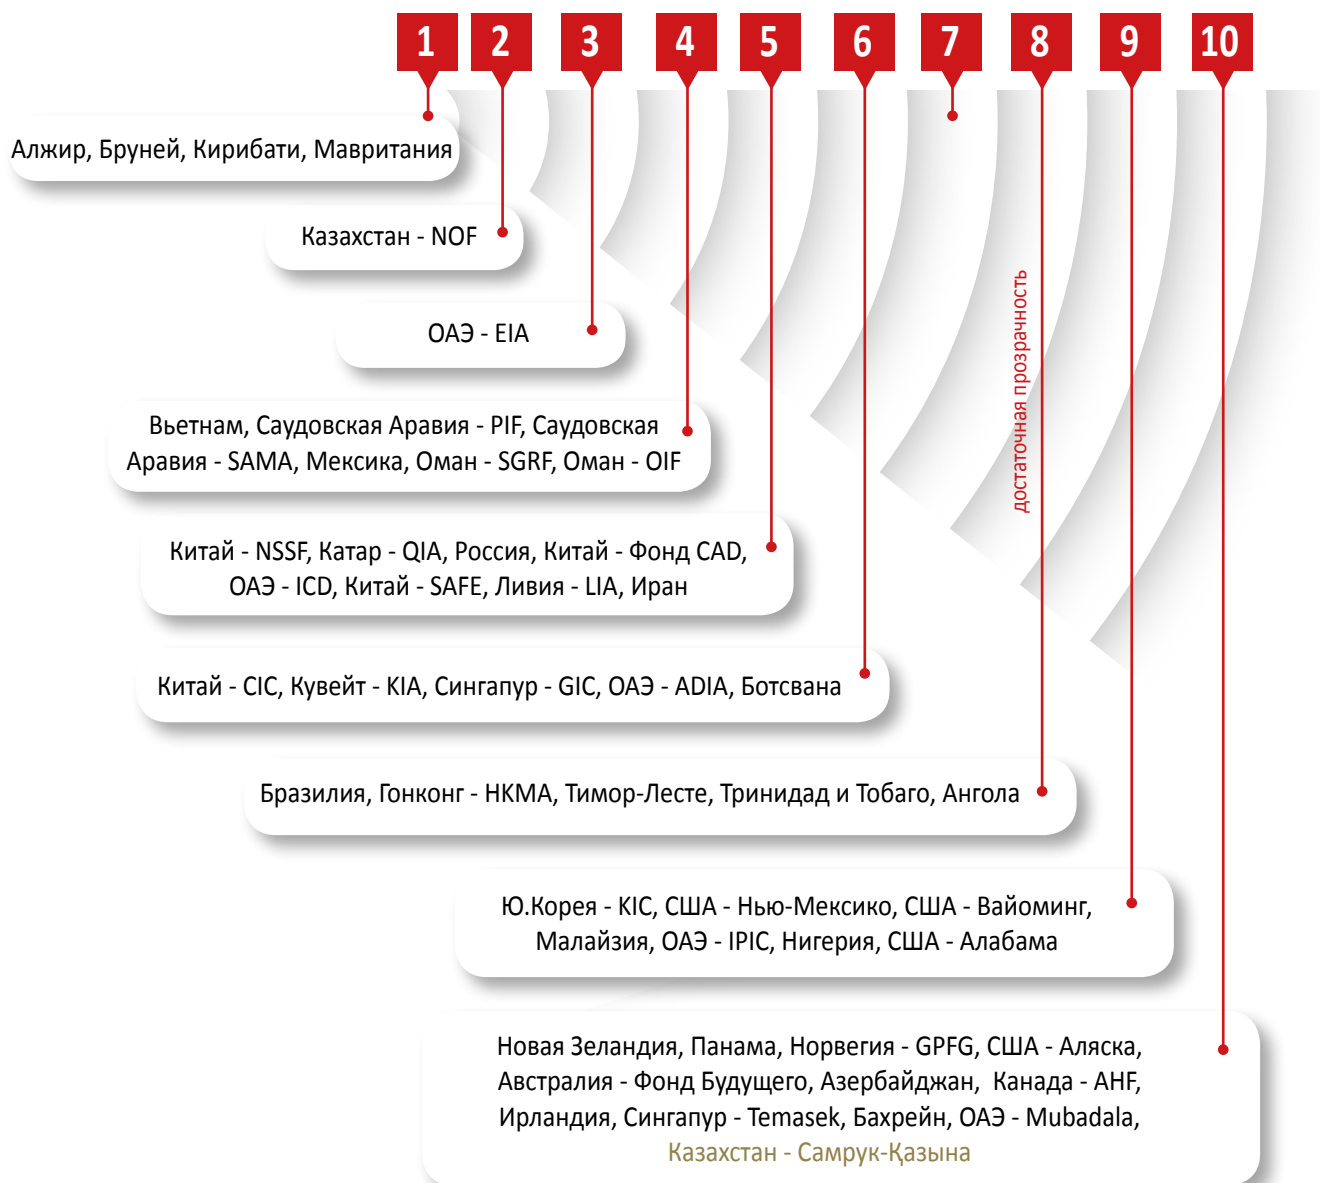 1 2 3 4 5 6 7 8 9 10
Алжир, Бруней, Кирибати, Мавритания
Казахстан - NOF
ОАЭ - EIA
достаточная прозрачность
Вьетнам, Саудовская Аравия - PIF, Саудовская
Аравия - SAMA, Мексика, Оман - SGRF, Оман - OIF
Китай - NSSF, Катар - QIA, Россия, Китай - Фонд CAD,
ОАЭ - ICD, Китай - SAFE, Ливия - LIA, Иран
Китай - CIC, Кувейт - KIA, Сингапур - GIC, ОАЭ - ADIA, Ботсвана
Бразилия, Гонконг - HKMA, Тимор-Лесте, Тринидад и Тобаго, Ангола
Ю.Корея - KIC, США - Нью-Мексико, США - Вайоминг,
Малайзия, ОАЭ - IPIC, Нигерия, США - Алабама
Новая Зеландия, Панама, Норвегия - GPFG, США - Аляска,
Австралия - Фонд Будущего, Азербайджан, Канада - AHF,
Ирландия, Сингапур - Temasek, Бахрейн, ОАЭ - Mubadala,
Казахстан - Самрук-Қазына